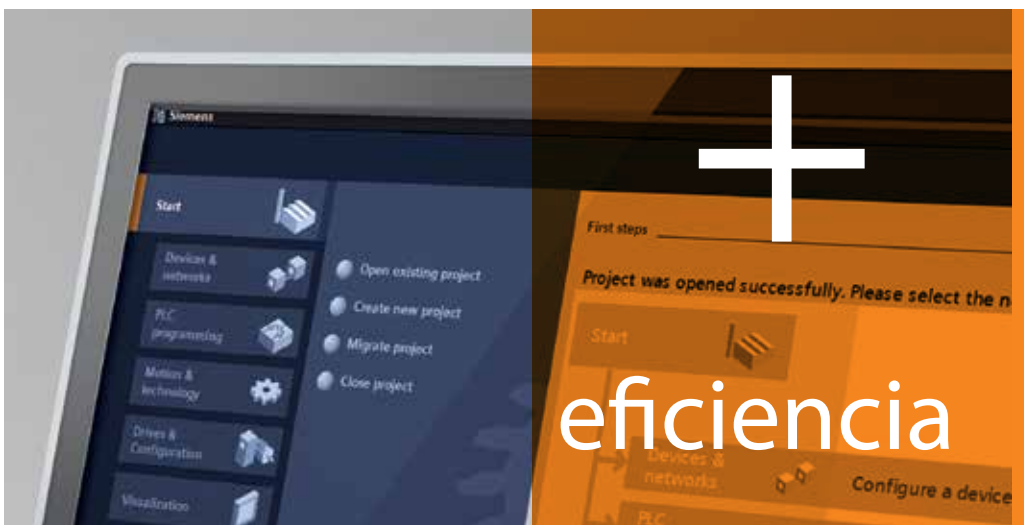 Siemens
Start
Devices &
networks
PLC
programming
Motion &
technology
Drives &
Configuration
Visualization
Open existing project
Create new project
Migrate project
Close project
+
First steps
Project was opened successfully. Please select the n
Start
eficiencia
Devices &
networks
Configure a device
PLC